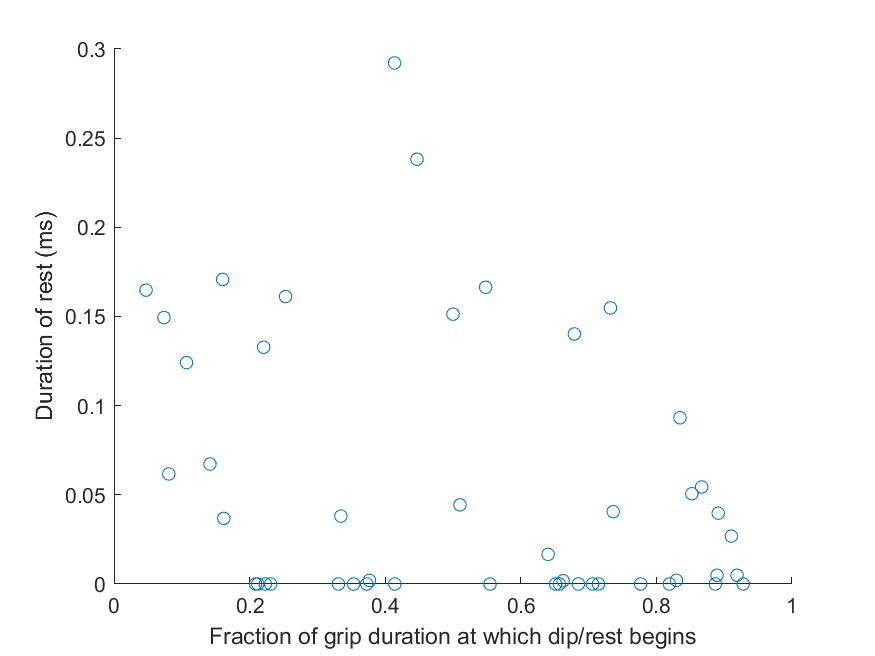 0.3
0.25
0.2
0.15
0.1
0.05
0
0 0.2 0.4 0.6 0.8 1
Duration of rest (ms)
Fraction of grip duration at which dip/rest begins